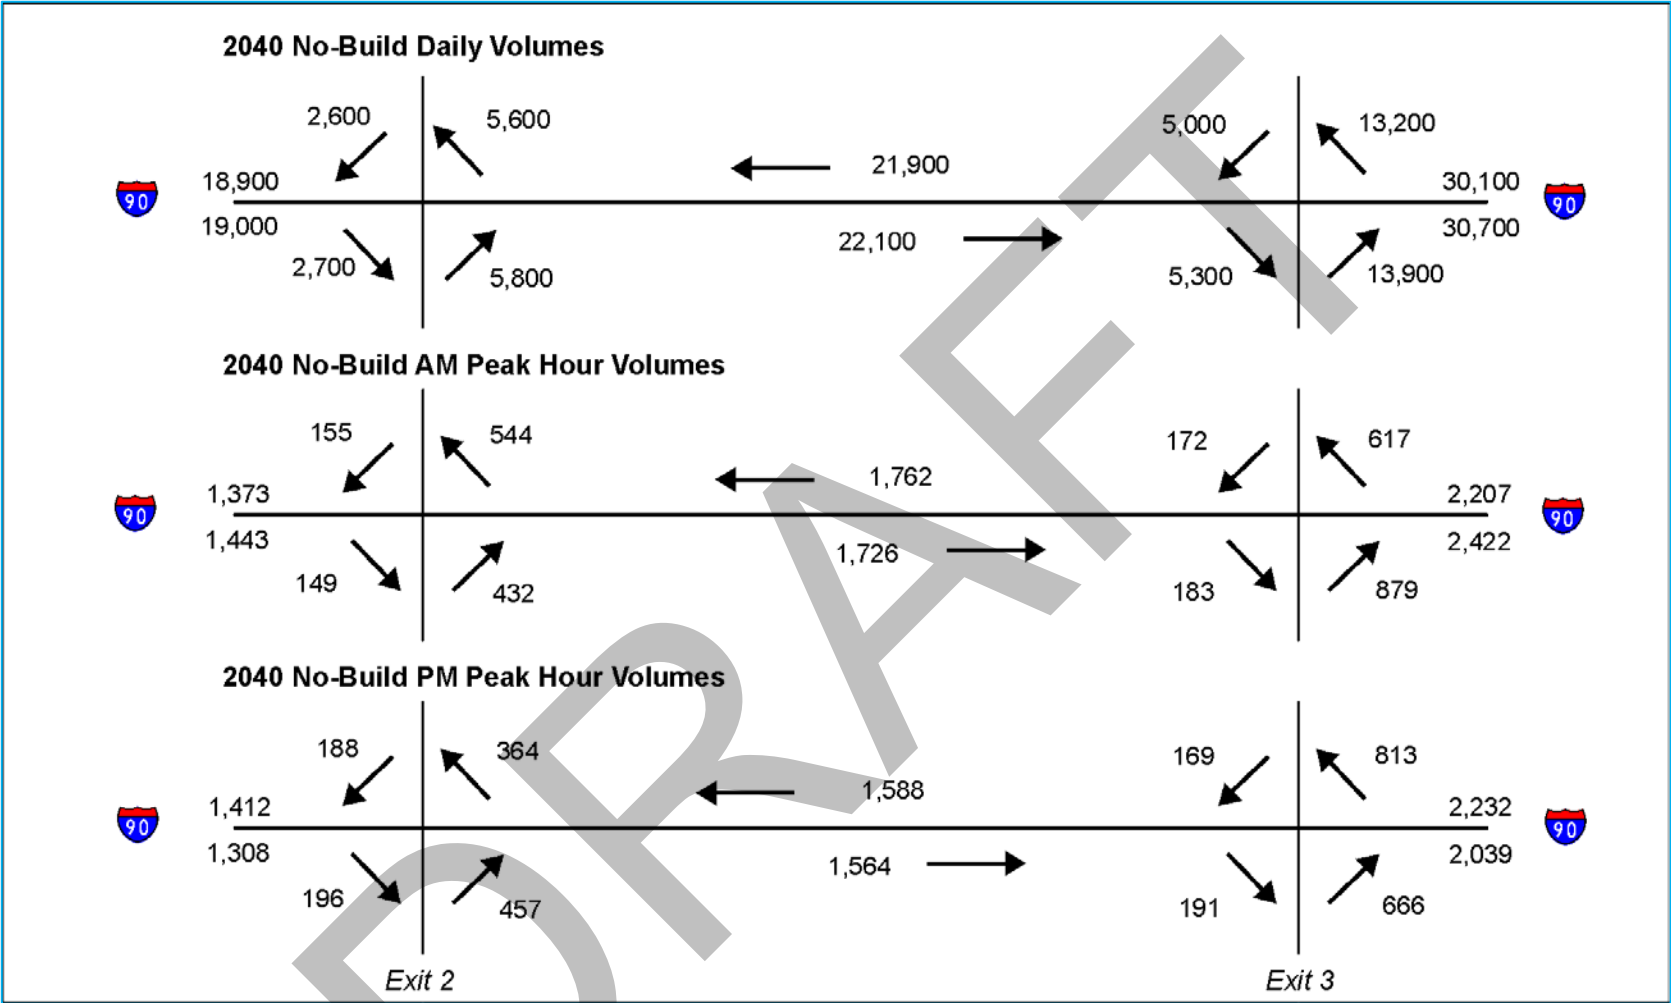 2040 No-Build Daily Volumes
2,600 5,600 5,000 13,200
21,900
18,900 30,100
90 90
19,000 30,700
22,100
2,700 5,800 5,300 13,900
2040 No-Build AM Peak Hour Volumes
155 544 172 617
1,762
1,373 2,207
90 90
1,443 2,422
1,726
149 432 183 879
2040 No-Build PM Peak Hour Volumes
188 364 169 813
1,588
1,412 2,232
90 90
1,308 2,039
1,564
196 457 191 666
Exit 2 Exit 3
DRAFT